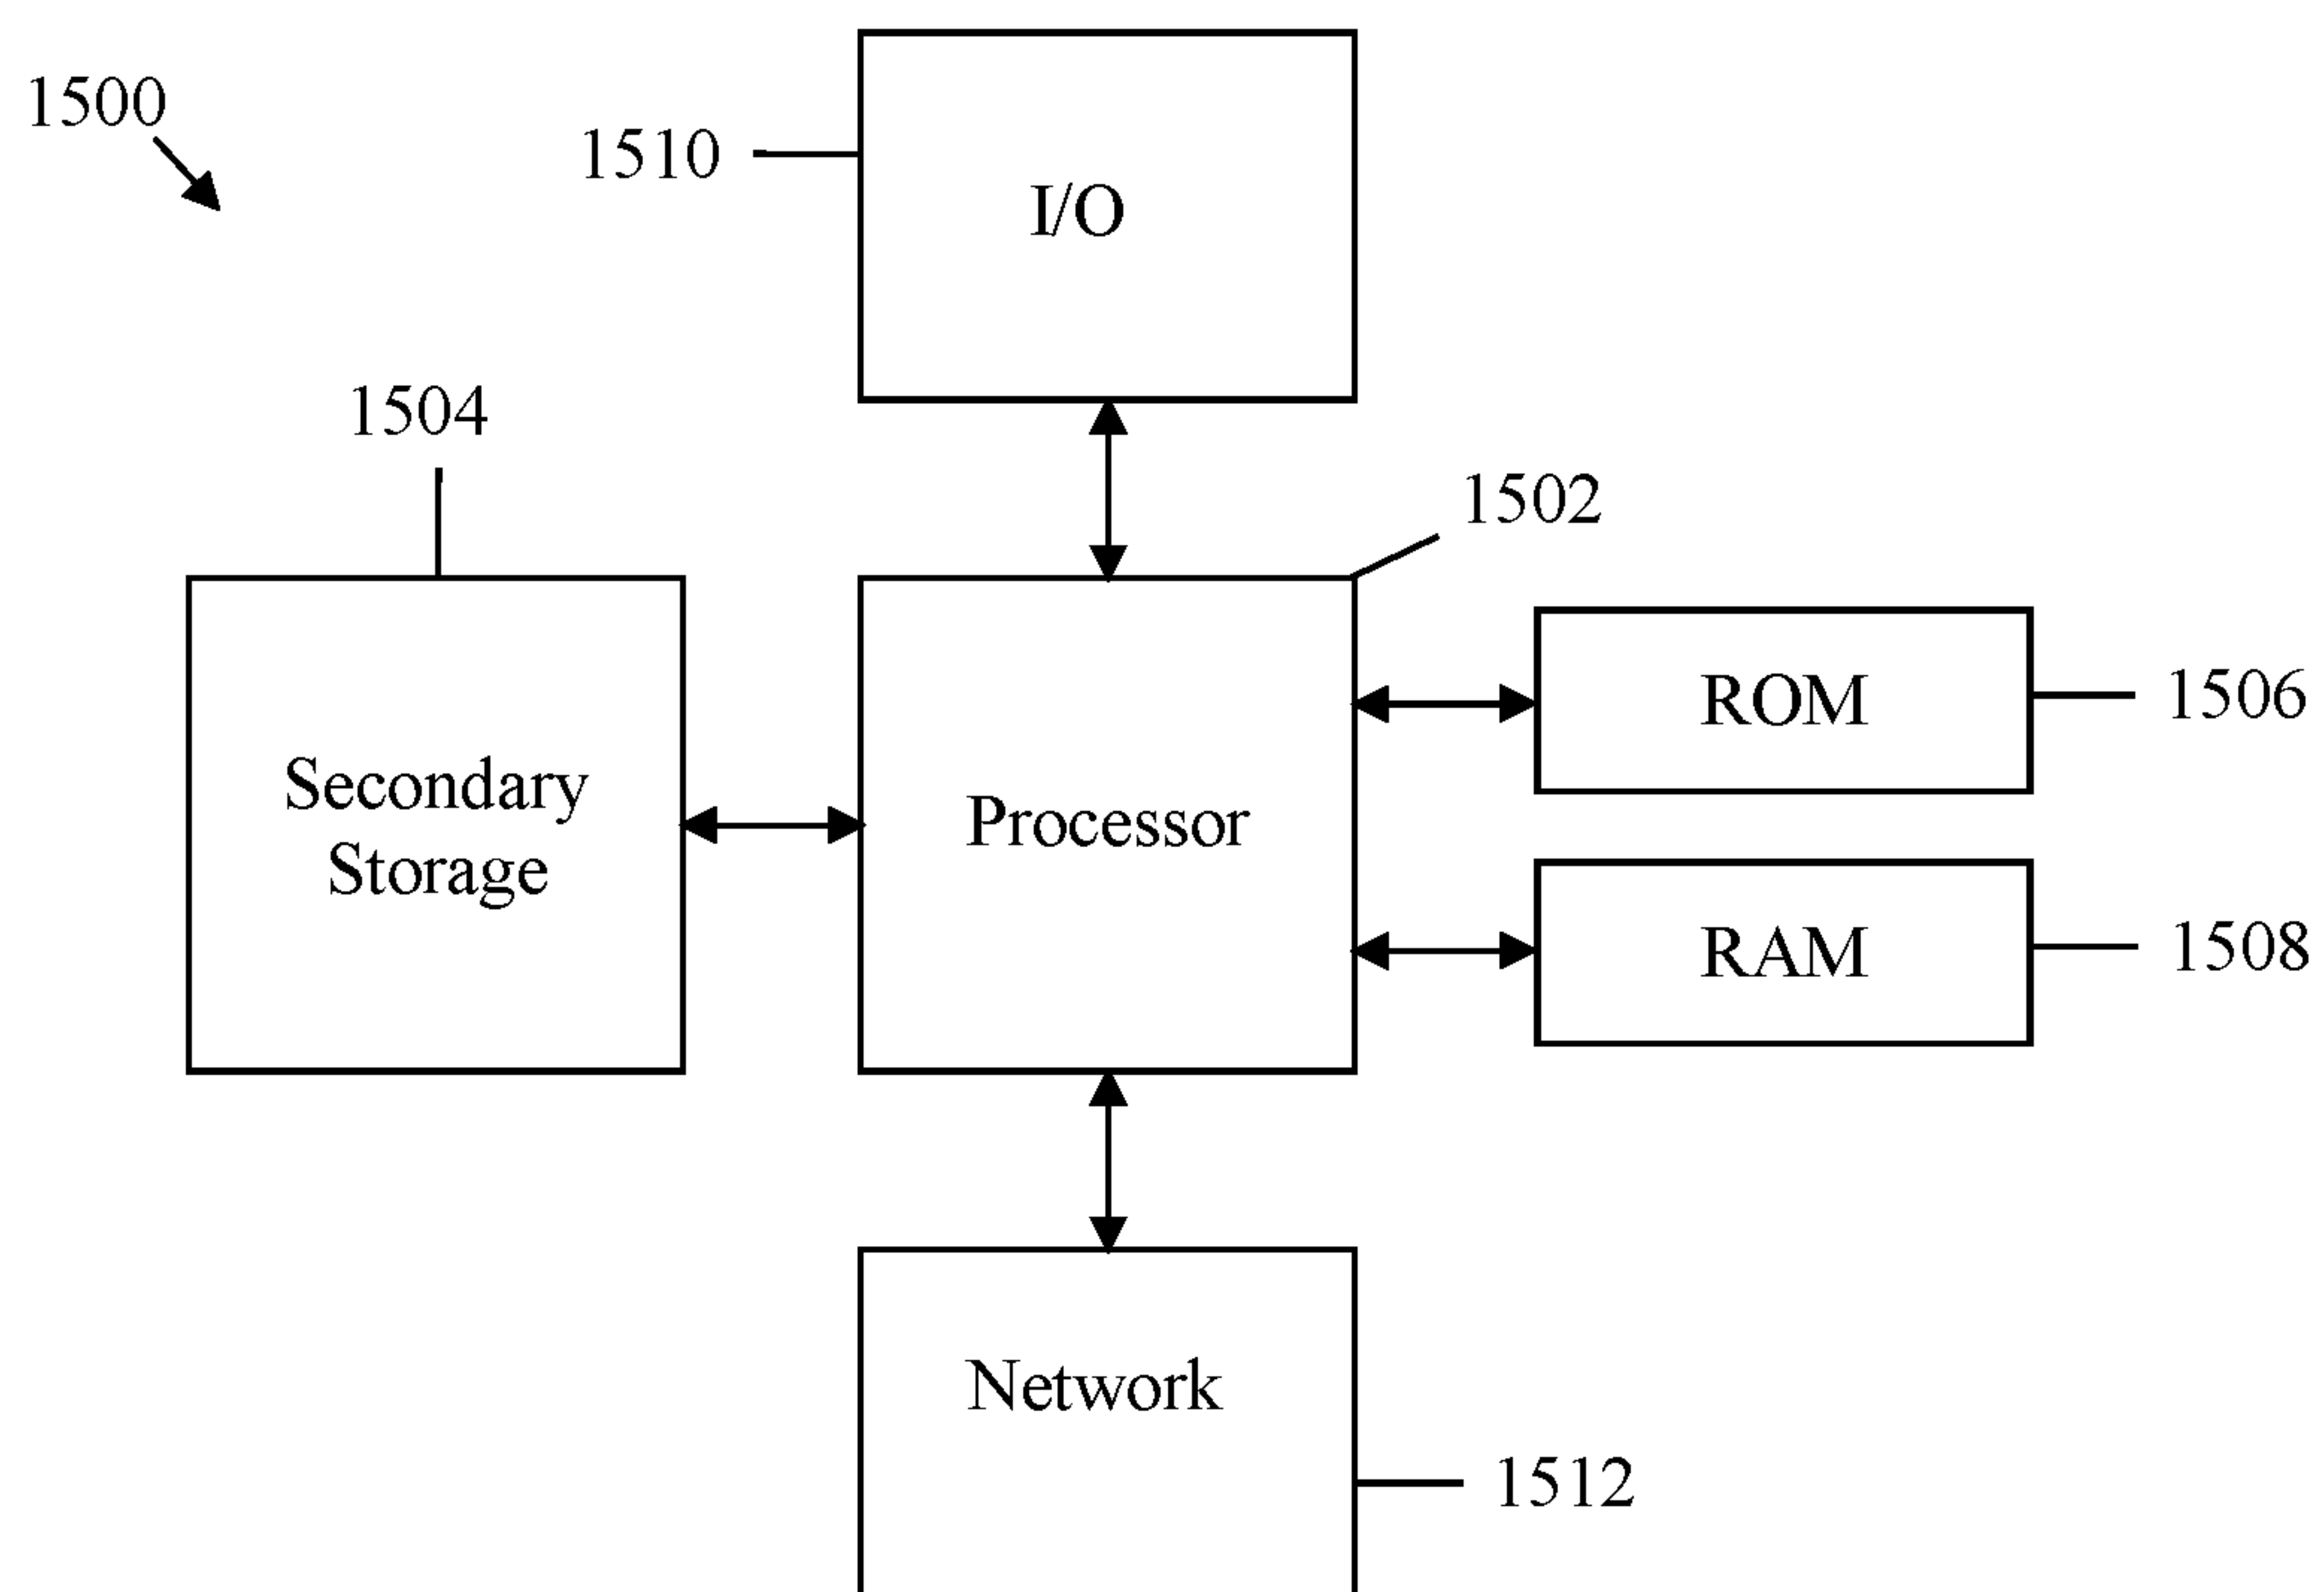 1500
1510
I/O
1504
1502
Secondary
Storage
Processor
ROM
1506
RAM
1508
Network
1512